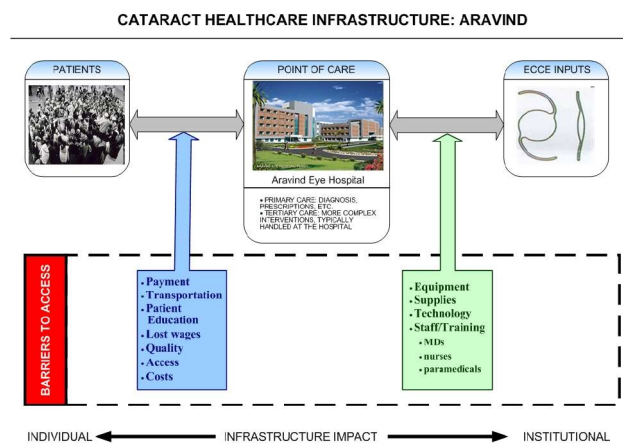 CATARACT HEALTHCARE INFRASTRUCTURE: ARAVIND
PATIENTS
POINT OF CARE
ECCE INPUTS
Aravind Eye Hospital
• PRIMARY CARE: DIAGNOSIS,
PRESCRIPTIONS, ETC.
• TERTIARY CARE: MORE COMPLEX
INTERVENTIONS, TYPICALLY
HANDLED AT THE HOSPITAL
BARRIERS TO ACCESS
• Payment
• Transportation
• Patient
Education
• Lost wages
• Quality
• Access
• Costs
• Equipment
• Supplies
• Technology
• Staff/Training
• MDs
• nurses
• paramedicals
INDIVIDUAL
INFRASTRUCTURE IMPACT
INSTITUTIONAL